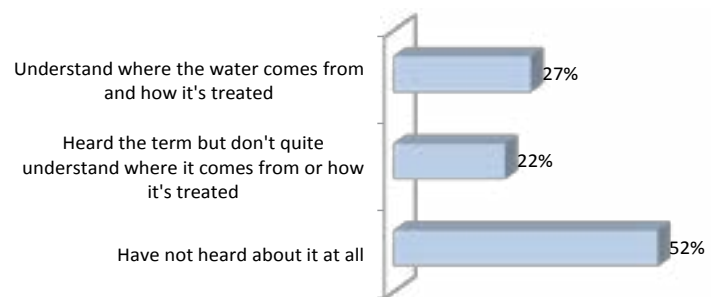 Understand where the water comes from
and how it's treated
27%
Heard the term but don't quite
understand where it comes from or how
it's treated
22%
Have not heard about it at all
52%